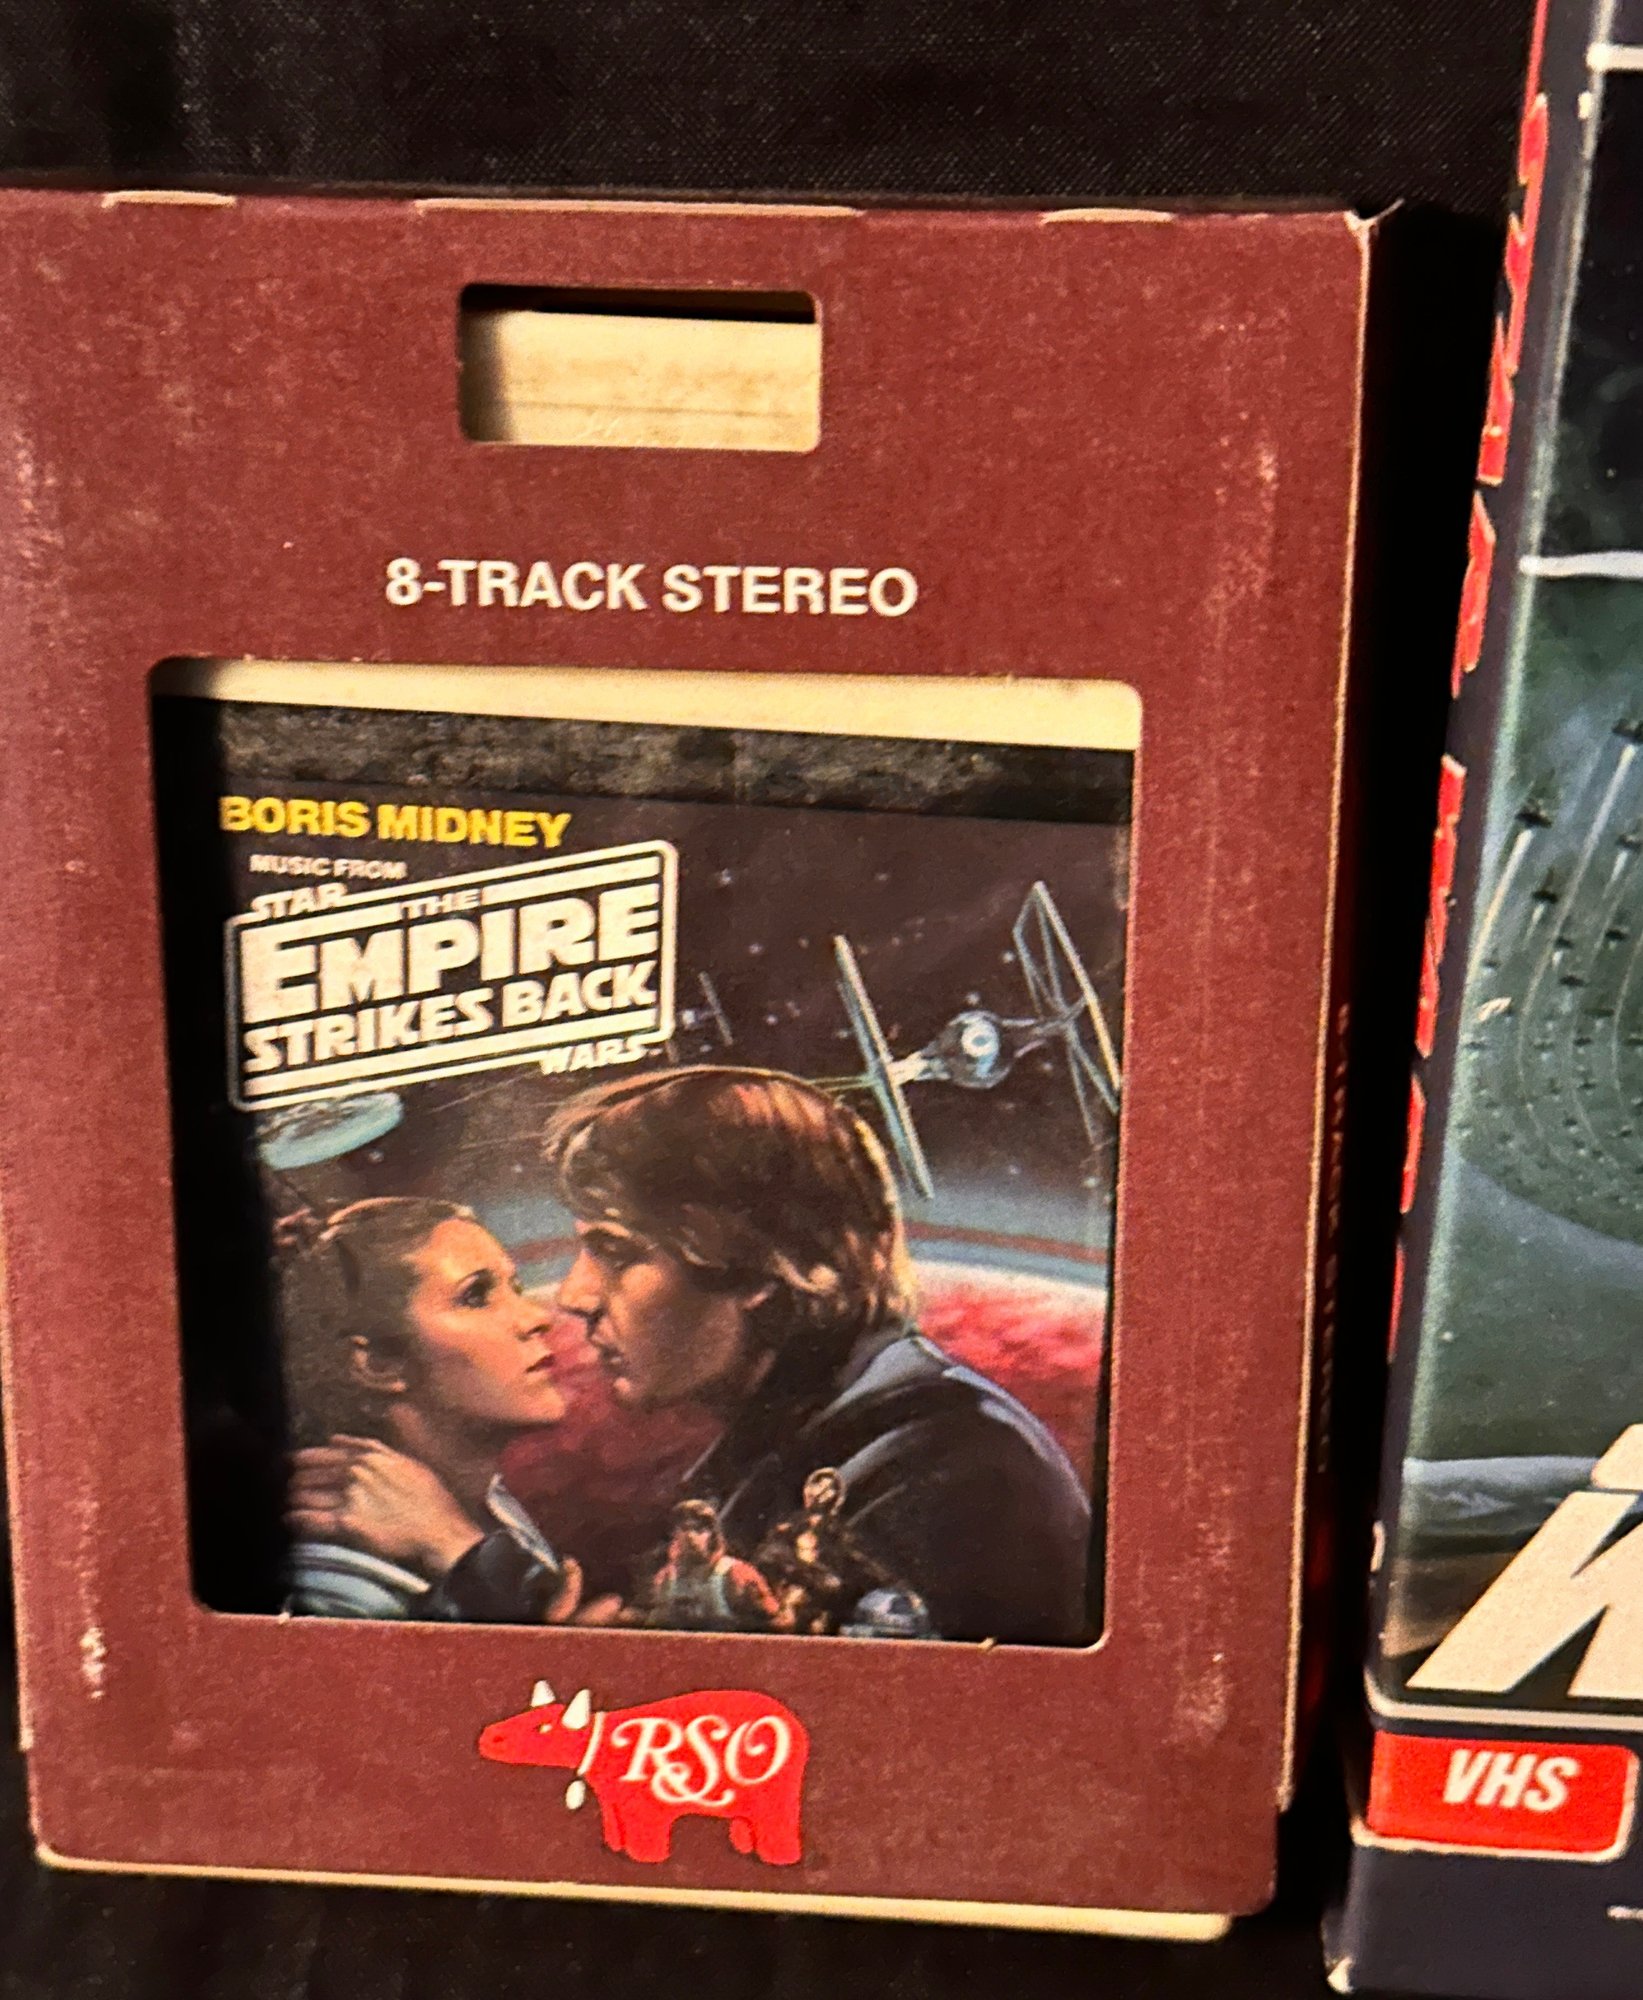 8-TRACK STEREO
BORIS MIDNEY
MUSIC FROM
STAR THE
EMPIRE
STRIKES BACK
WARS
RSO
VHS